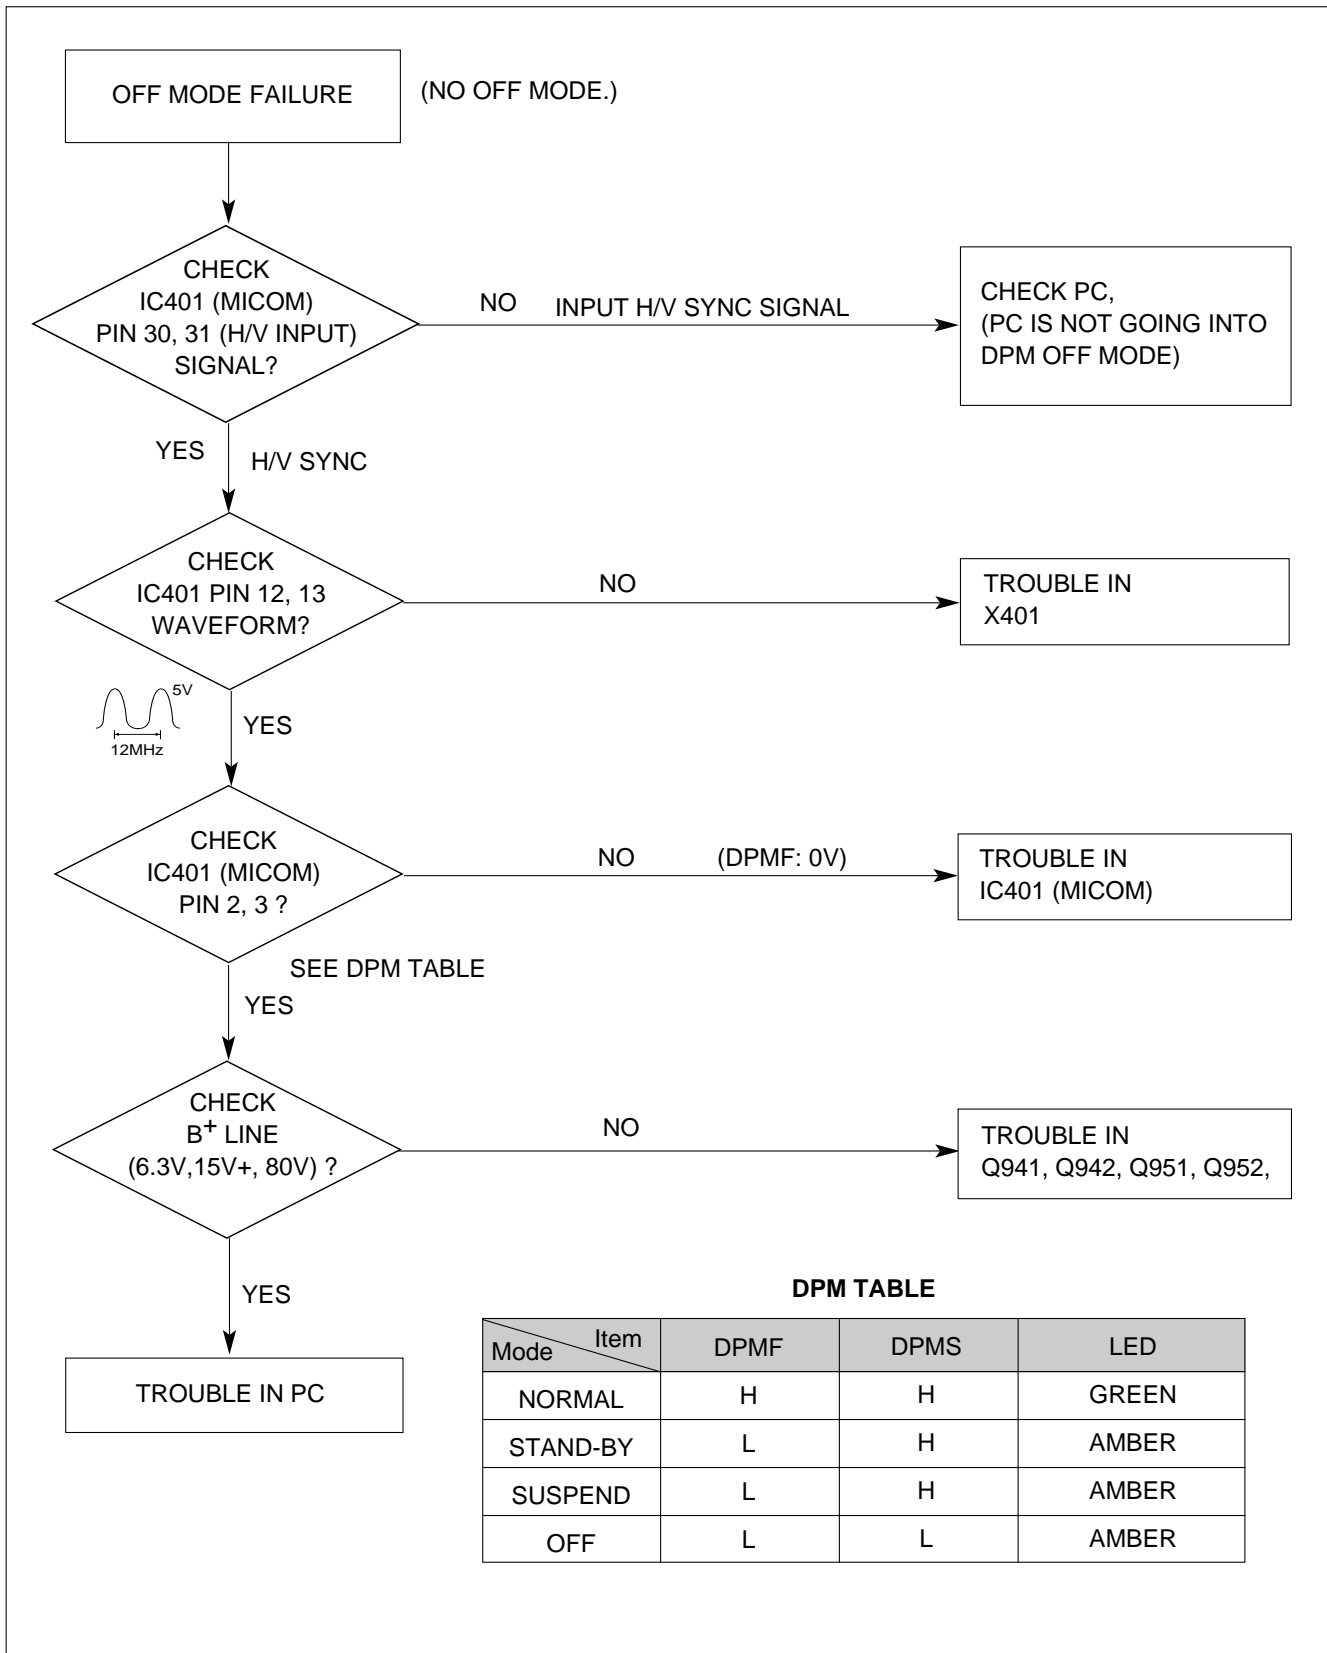 OFF MODE FAILURE
(NO OFF MODE.)
CHECK
IC401 (MICOM)
PIN 30, 31 (H/V INPUT)
SIGNAL?
NO
INPUT H/V SYNC SIGNAL
CHECK PC,
(PC IS NOT GOING INTO
DPM OFF MODE)
YES
H/V SYNC
CHECK
IC401 PIN 12, 13
WAVEFORM?
NO
TROUBLE IN
X401
5V
12MHz
YES
CHECK
IC401 (MICOM)
PIN 2, 3 ?
NO
(DPMF: 0V)
TROUBLE IN
IC401 (MICOM)
SEE DPM TABLE
YES
CHECK
B+ LINE
(6.3V,15V+, 80V) ?
NO
TROUBLE IN
Q941, Q942, Q951, Q952,
YES
TROUBLE IN PC
DPM TABLE
Mode Item DPMF DPMS LED
NORMAL H H GREEN
STAND-BY L H AMBER
SUSPEND L H AMBER
OFF L L AMBER